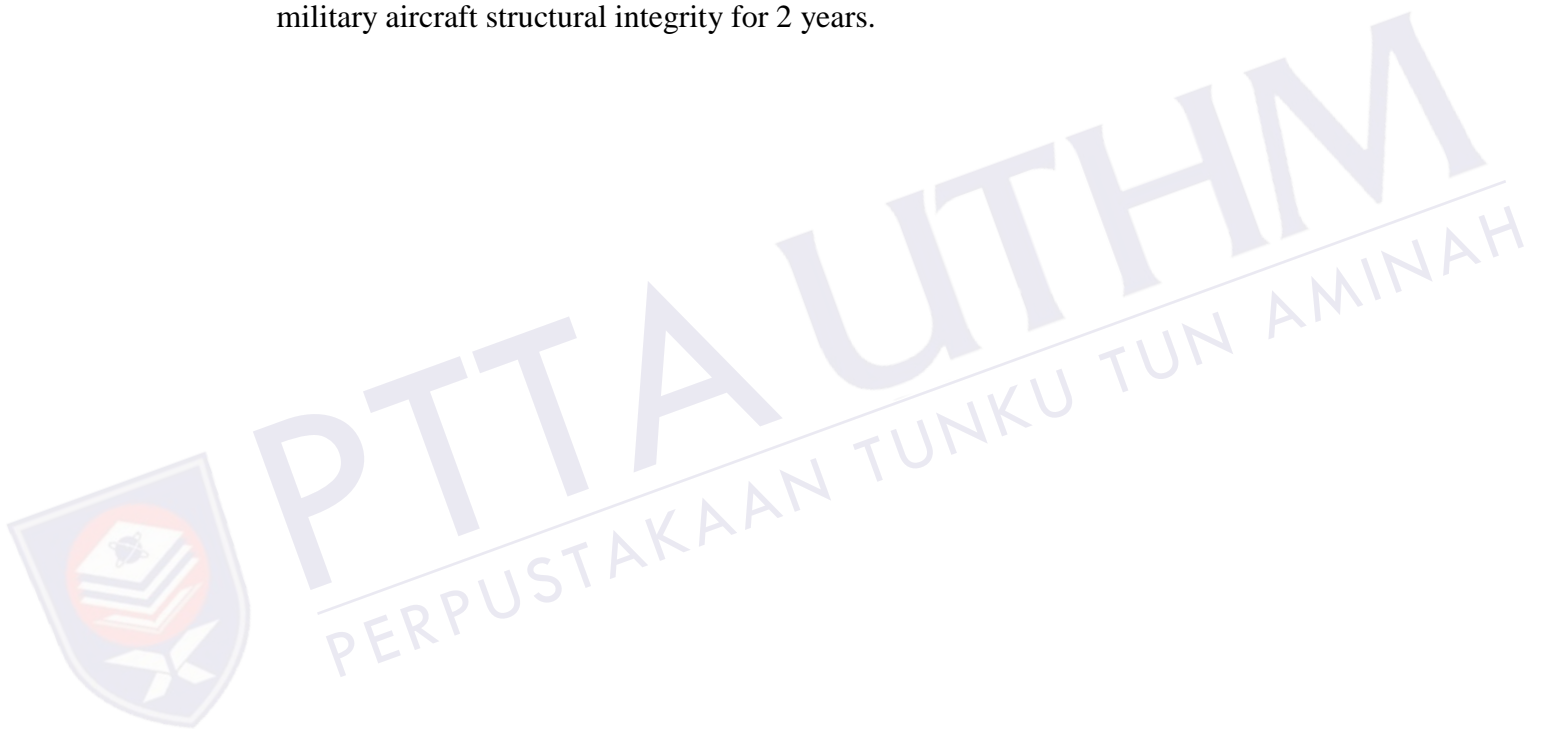 military aircraft structural integrity for 2 years.
PTTA UTHM
PERPUSTAKAAN TUNKU TUN AMINAH